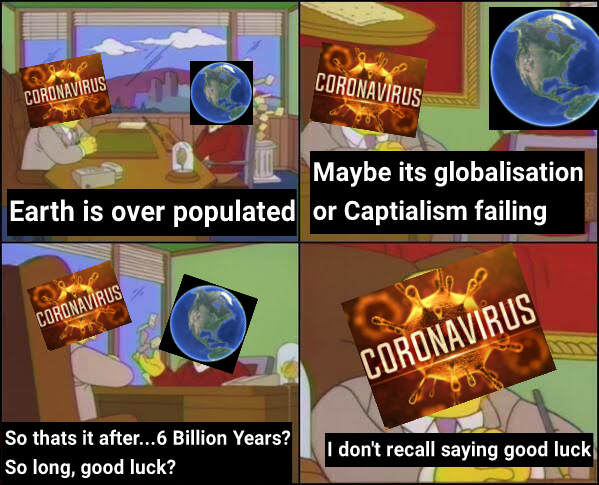 CORONAVIRUS
Earth is over populated
CORONAVIRUS
Maybe its globalisation
or Captialism failing
CORONAVIRUS
So thats it after...6 Billion Years?
So long, good luck?
CORONAVIRUS
I don't recall saying good luck